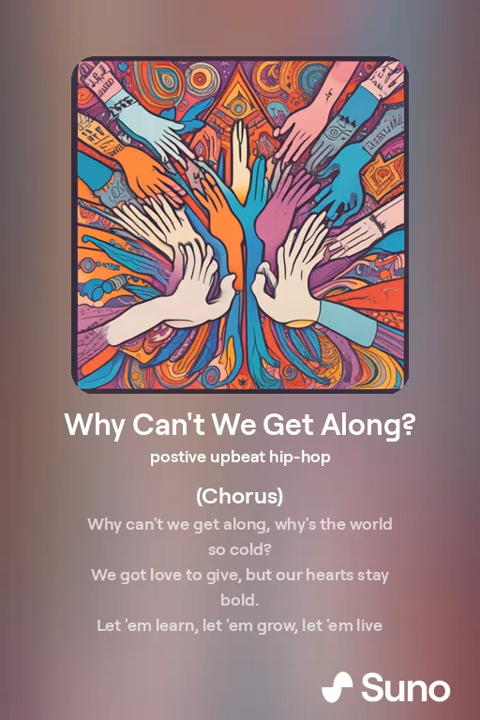 Why Can't We Get Along?
postive upbeat hip-hop
(Chorus)
Why can't we get along, why's the world
so cold?
We got love to give, but our hearts stay
bold.
Let 'em learn, let 'em grow, let 'em live
Suno